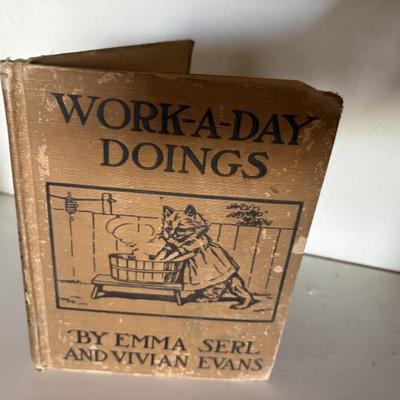 WORK-A-DAY
DOINGS
BY EMMA SERL
AND VIVIAN EVANS